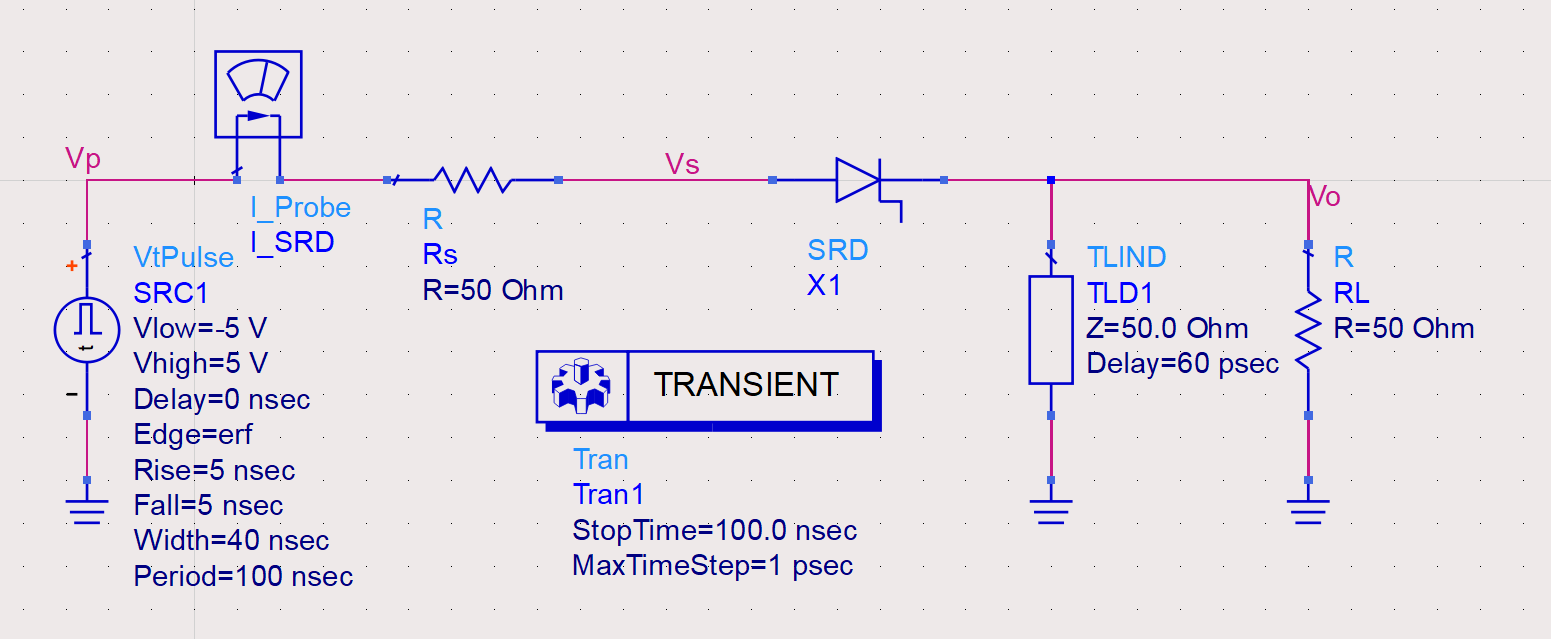 Vp
I_Probe
I_SRD
VtPulse
SRC1
Vlow=-5 V
Vhigh=5 V
Delay=0 nsec
Edge=erf
Rise=5 nsec
Fall=5 nsec
Width=40 nsec
Period=100 nsec
+
t
-
R
Rs
R=50 Ohm
Vs
SRD
X1
TRANSIENT
Tran
Tran1
StopTime=100.0 nsec
MaxTimeStep=1 psec
TLIND
TLD1
Z=50.0 Ohm
Delay=60 psec
Vo
R
RL
R=50 Ohm